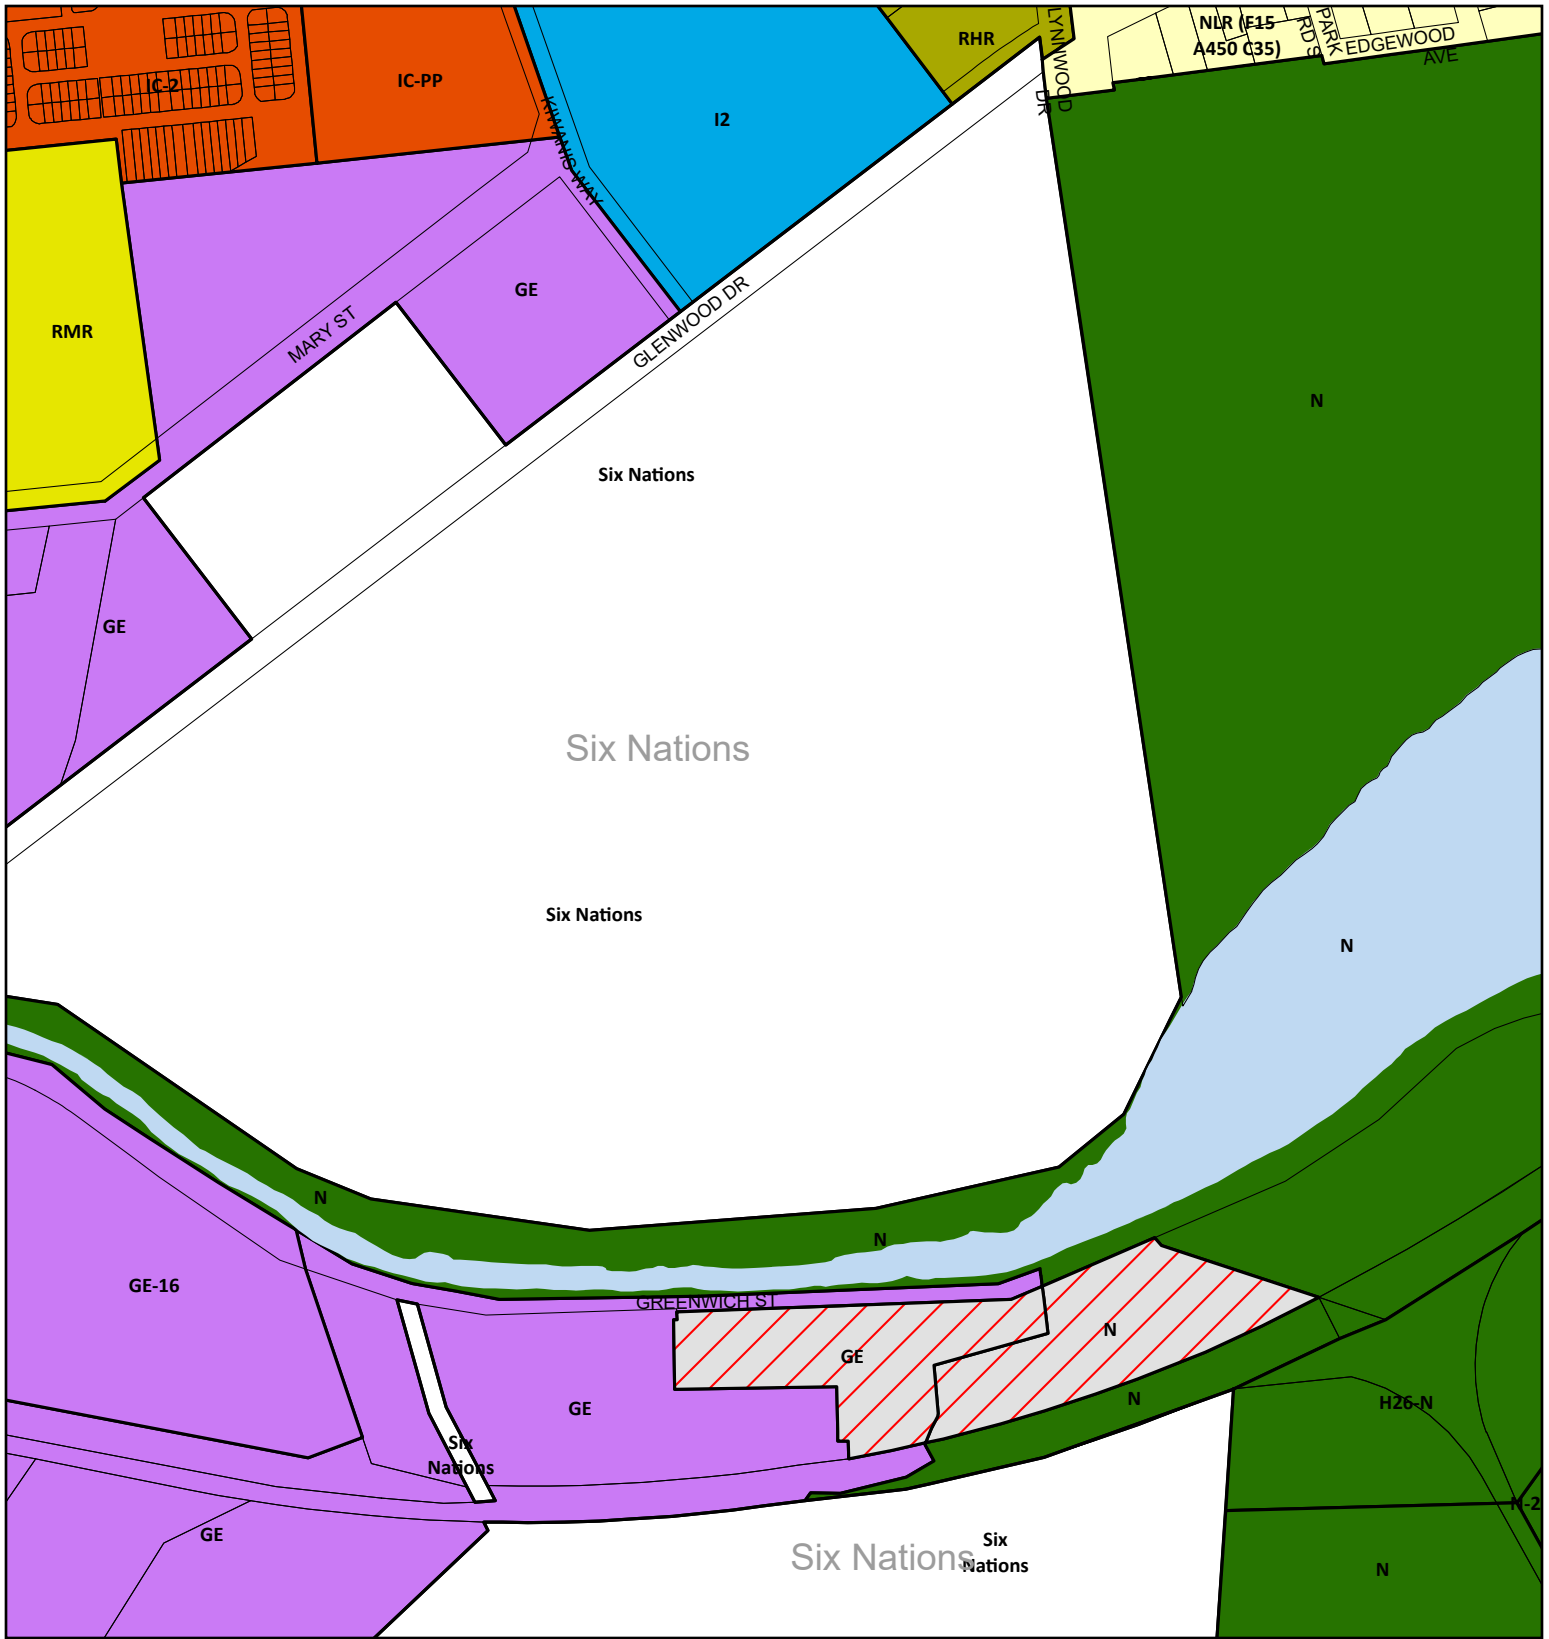 NLR (F15
A450 C35)
LYNNWOOD
DR
PARK
RD S
EDGEWOOD
AVE
RHR
IC-2
IC-PP
I2
KIWANIS WAY
GE
RMR
MARY ST
GLENWOOD DR
N
Six Nations
GE
Six Nations
Six Nations
N
N
N
GE-16
GREENWICH ST
N
GE
N
GE
H26-N
Six
Nations
GE
Six Nations
Six
Nations
N